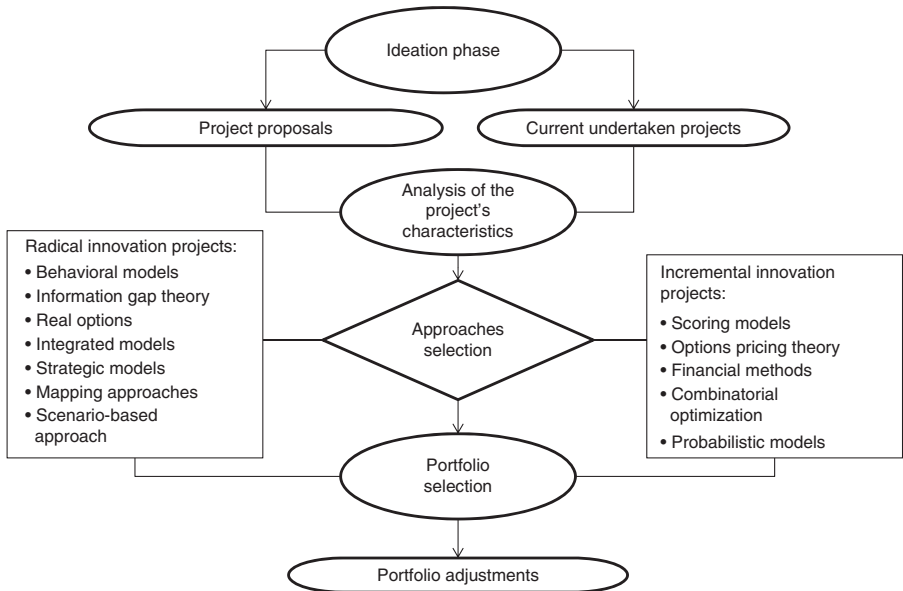 Ideation phase
Project proposals
Current undertaken projects
Analysis of the
project's
characteristics
Radical innovation projects:
• Behavioral models
• Information gap theory
• Real options
• Integrated models
• Strategic models
• Mapping approaches
• Scenario-based
approach
Approaches
selection
Incremental innovation
projects:
• Scoring models
• Options pricing theory
• Financial methods
• Combinatorial
optimization
• Probabilistic models
Portfolio
selection
Portfolio adjustments